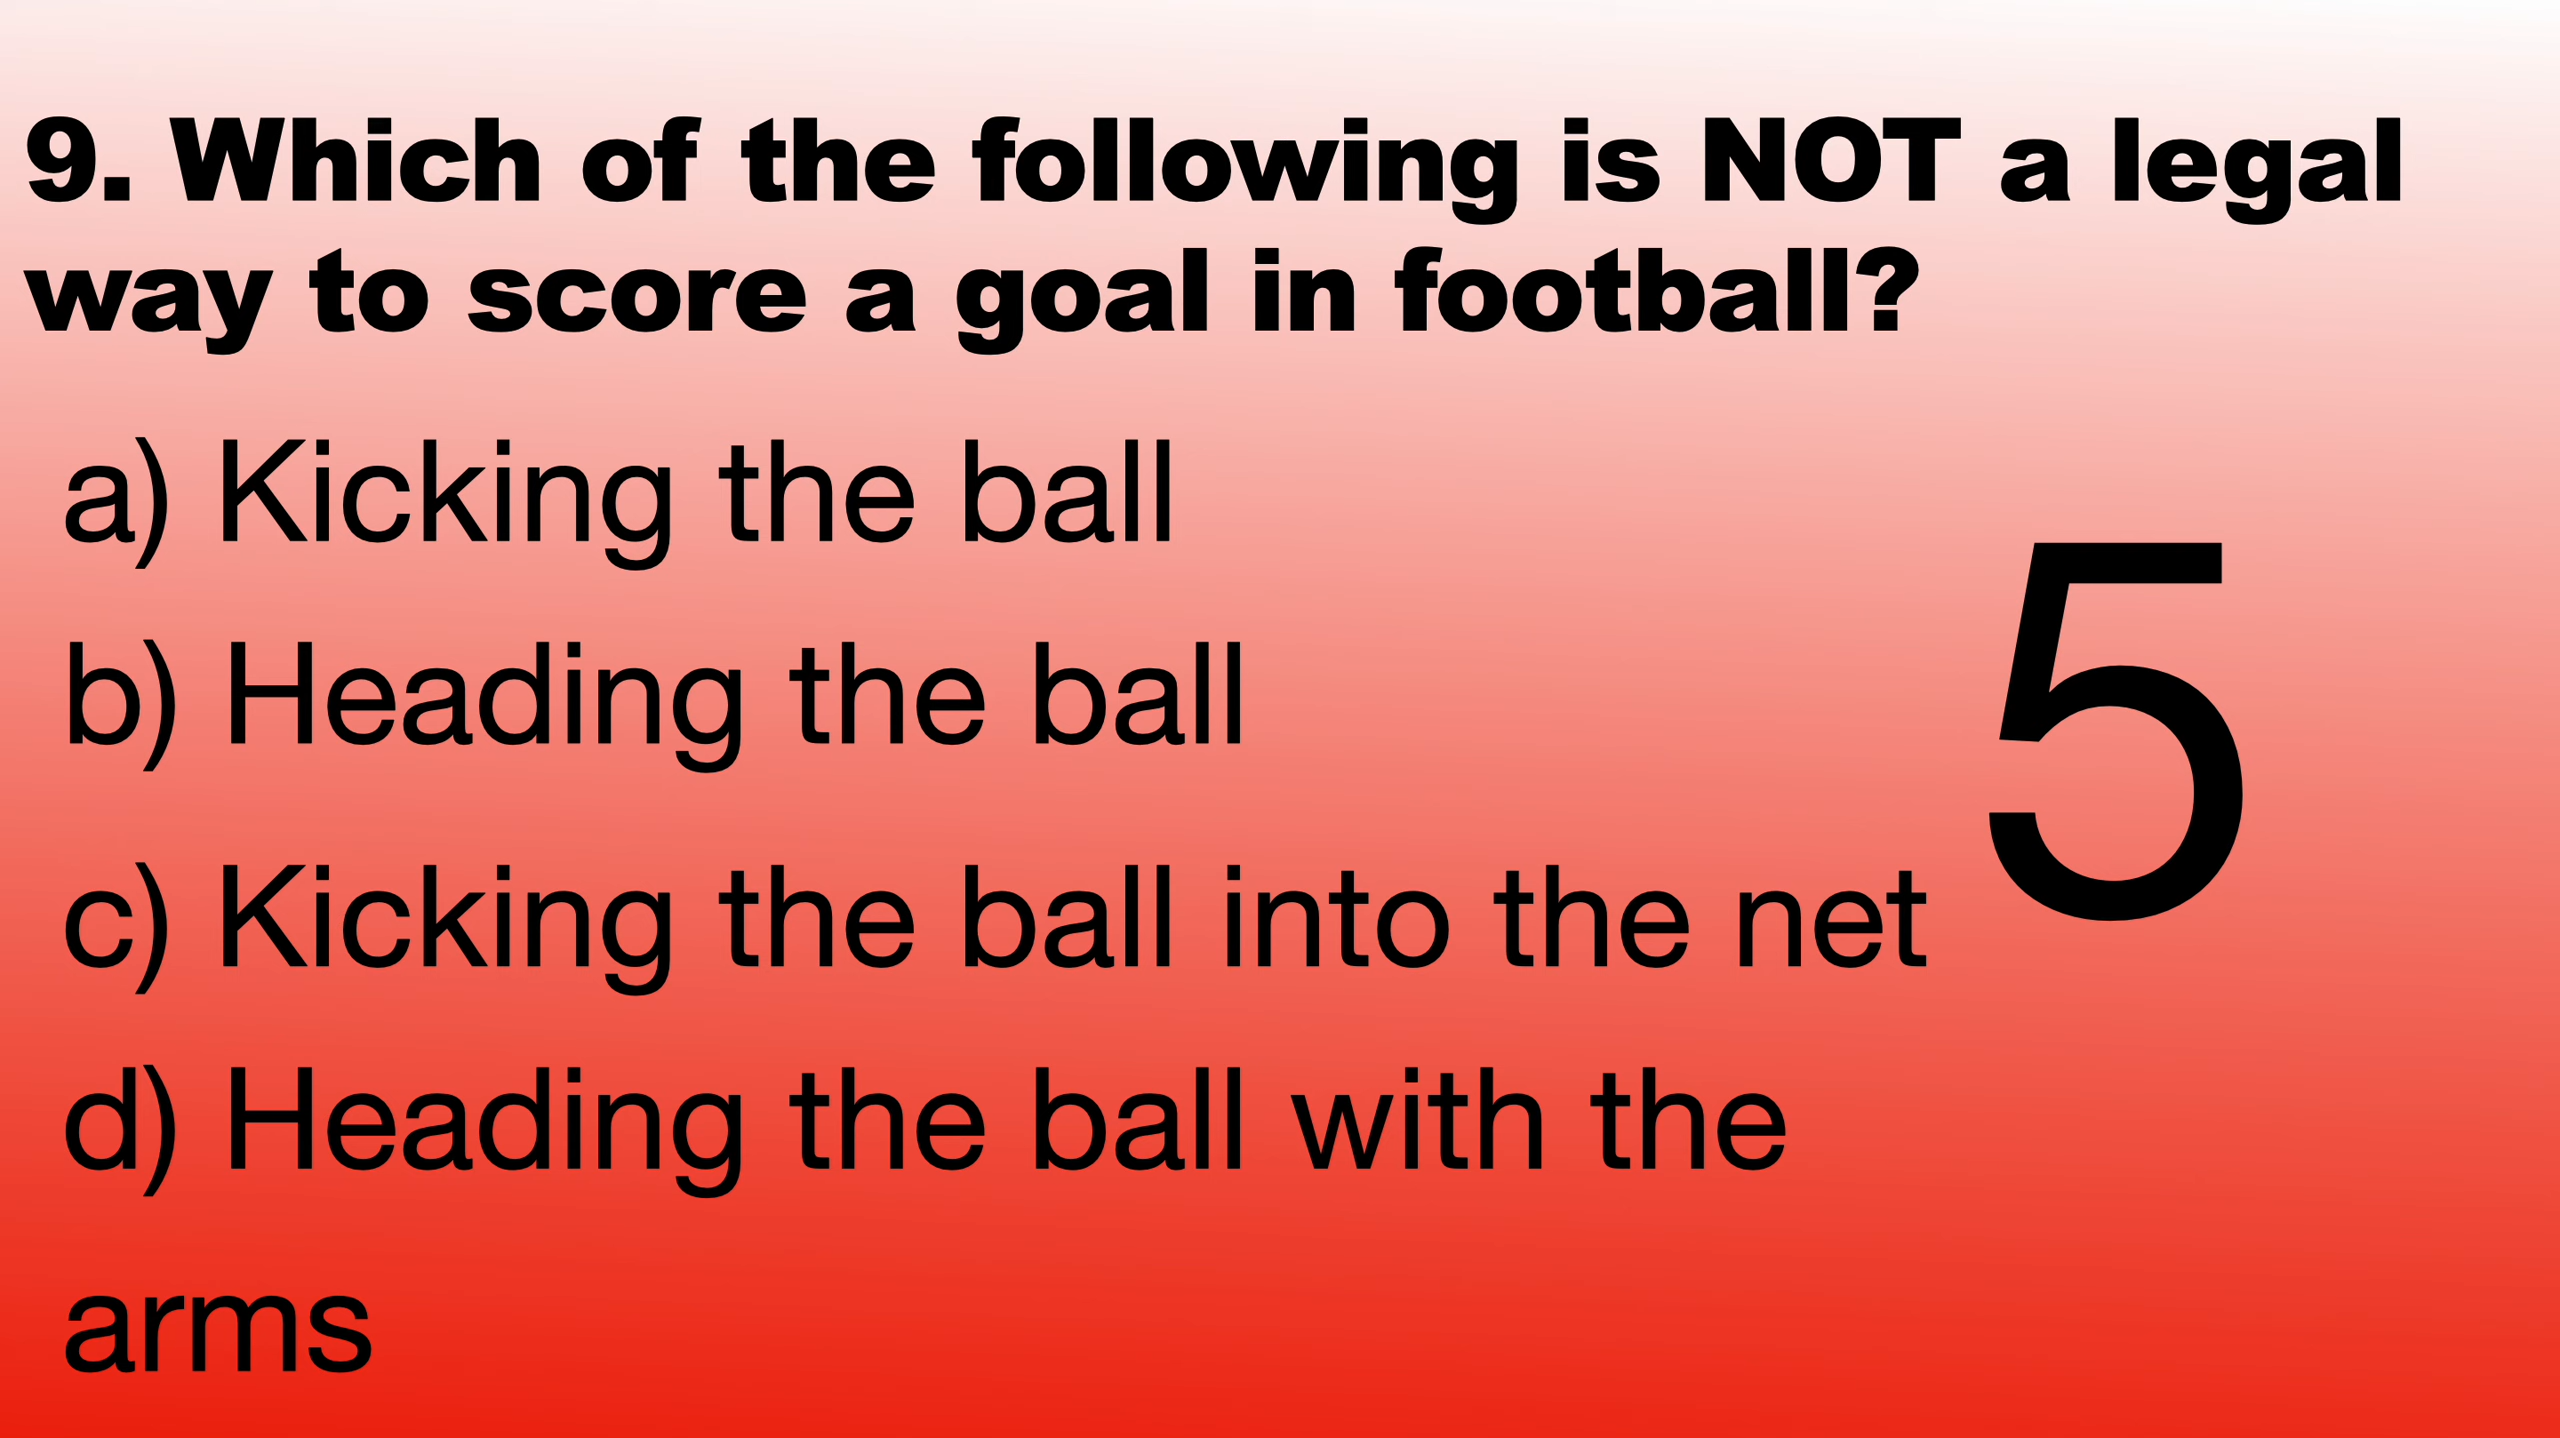 9. Which of the following is NOT a legal
way to score a goal in football?
a) Kicking the ball
b) Heading the ball
5
c) Kicking the ball into the net
d) Heading the ball with the
arms